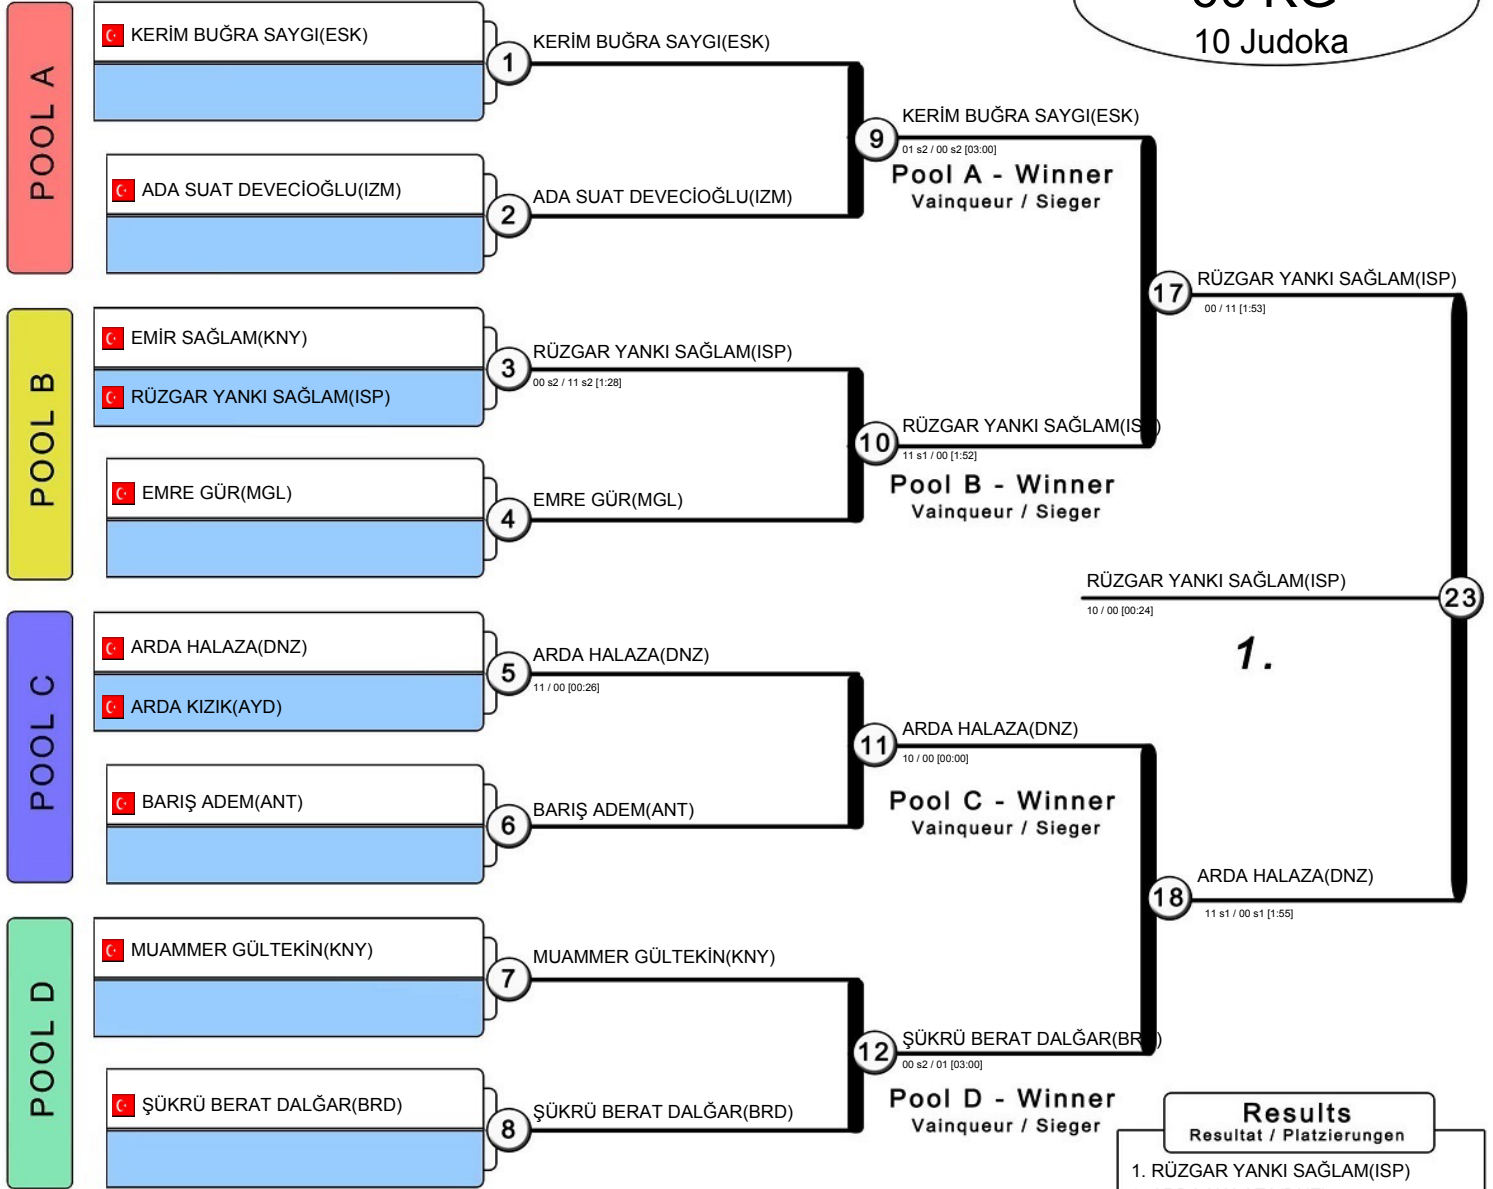 10 Judoka
POOL A
KERİM BUĞRA SAYGI(ESK)
1
KERİM BUĞRA SAYGI(ESK)
ADA SUAT DEVECİOĞLU(IZM)
2
ADA SUAT DEVECİOĞLU(IZM)
9
KERİM BUĞRA SAYGI(ESK)
01 s2 / 00 s2 [03:00]
Pool A - Winner
Vainqueur / Sieger
POOL B
EMİR SAĞLAM(KNY)
RÜZGAR YANKI SAĞLAM(ISP)
3
RÜZGAR YANKI SAĞLAM(ISP)
00 s2 / 11 s2 [1:28]
EMRE GÜR(MGL)
4
EMRE GÜR(MGL)
10
RÜZGAR YANKI SAĞLAM(IS
11 s1 / 00 [1:52]
Pool B - Winner
Vainqueur / Sieger
17
RÜZGAR YANKI SAĞLAM(ISP)
00 / 11 [1:53]
POOL C
ARDA HALAZA(DNZ)
ARDA KIZIK(AYD)
5
ARDA HALAZA(DNZ)
11 / 00 [00:26]
BARIŞ ADEM(ANT)
6
BARIŞ ADEM(ANT)
11
ARDA HALAZA(DNZ)
10 / 00 [00:00]
Pool C - Winner
Vainqueur / Sieger
POOL D
MUAMMER GÜLTEKİN(KNY)
7
MUAMMER GÜLTEKİN(KNY)
ŞÜKRÜ BERAT DALĞAR(BRD)
8
ŞÜKRÜ BERAT DALĞAR(BRD)
12
ŞÜKRÜ BERAT DALĞAR(BR
00 s2 / 01 [03:00]
Pool D - Winner
Vainqueur / Sieger
18
ARDA HALAZA(DNZ)
11 s1 / 00 s1 [1:55]
RÜZGAR YANKI SAĞLAM(ISP)
23
10 / 00 [00:24]
1.
Results
Resultat / Platzierungen
1. RÜZGAR YANKI SAĞLAM(ISP)